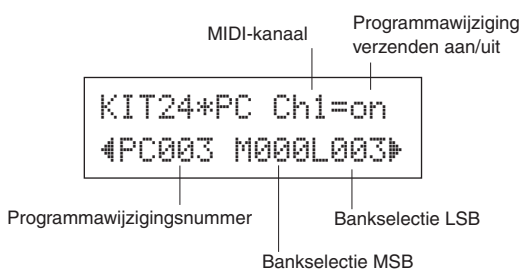 MIDI-kanaal
Programmawijziging
verzenden aan/uit
KIT24*PC Ch1=on
PC003 M000L003
Programmawijzigingsnummer
Bankselectie LSB
Bankselectie MSB